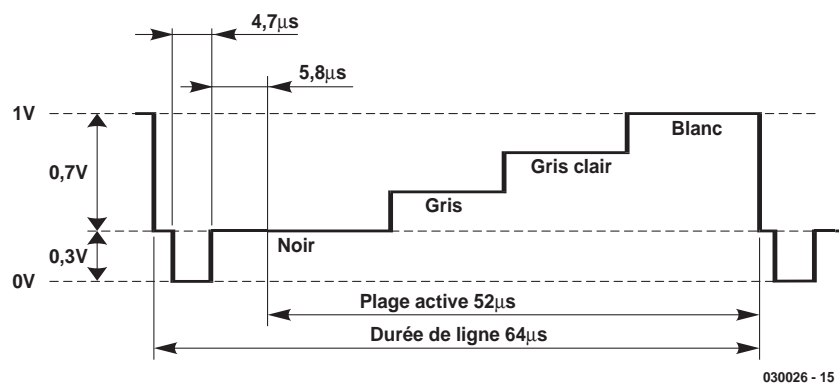 4,7µs
5,8µs
1V
Blanc
0,7V
Gris clair
Gris
Noir
0,3V
0V
Plage active 52µs
Durée de ligne 64µs
030026 - 15